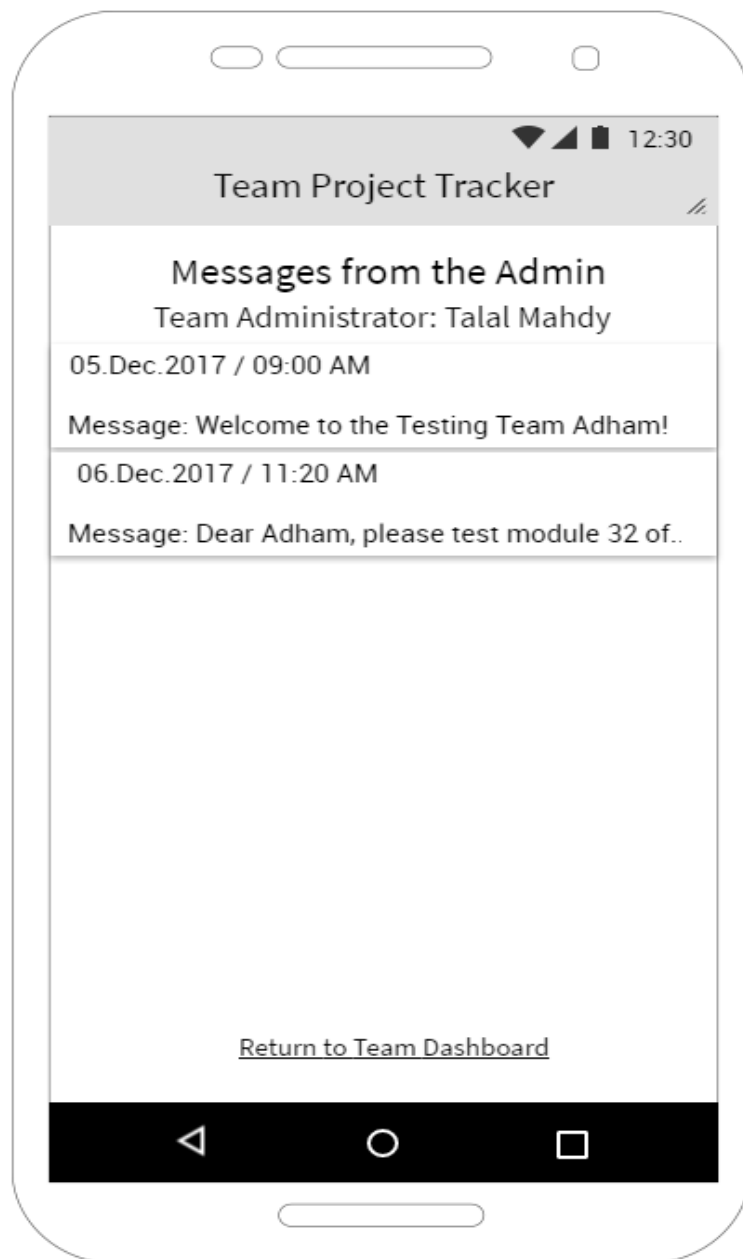 12:30
Team Project Tracker
Messages from the Admin
Team Administrator: Talal Mahdy
05.Dec.2017 / 09:00 AM
Message: Welcome to the Testing Team Adham!
06.Dec.2017 / 11:20 AM
Message: Dear Adham, please test module 32 of..
Return to Team Dashboard